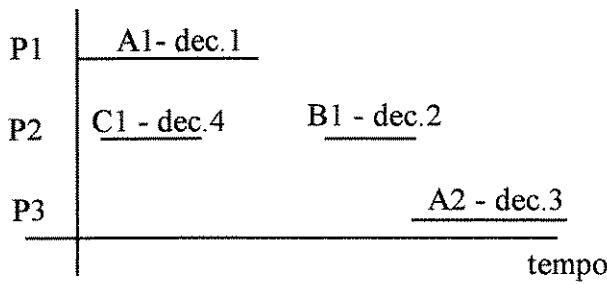 P1 A1- dec.1
P2 C1 - dec.4 B1 - dec.2
P3 A2 - dec.3
tempo